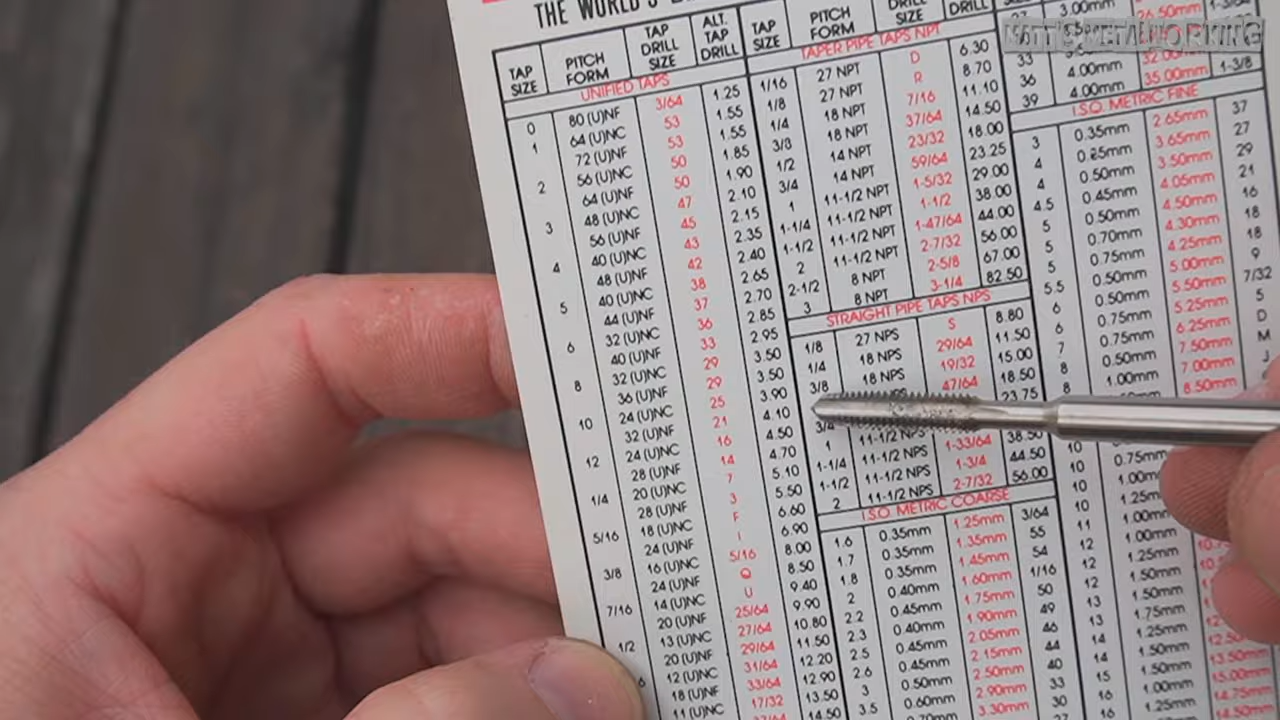 THE WORLD'S
MATT'S METALWORKING
TAP SIZE PITCH FORM TAP DRILL SIZE ALT. TAP DRILL
UNIFIED TAPS
0 80 (U)NF 3/64 1.25
1 64 (U)NC 53 1.55
72 (U)NF 53 1.55
2 56 (U)NC 50 1.85
64 (U)NF 50 1.90
3 48 (U)NC 47 2.10
56 (U)NF 45 2.15
4 40 (U)NC 43 2.35
48 (U)NF 42 2.40
5 40 (U)NC 38 2.65
44 (U)NF 37 2.70
6 32 (U)NC 36 2.85
40 (U)NF 33 2.95
8 32 (U)NC 29 3.50
36 (U)NF 29 3.50
10 24 (U)NC 25 3.90
32 (U)NF 21 4.10
12 24 (U)NC 16 4.50
28 (U)NF 14 4.70
1/4 20 (U)NC 7 5.10
28 (U)NF 3 5.50
5/16 18 (U)NC F 6.60
24 (U)NF I 6.90
3/8 16 (U)NC 5/16 8.00
24 (U)NF Q 8.50
7/16 14 (U)NC U 9.40
20 (U)NF 25/64 9.90
1/2 13 (U)NC 27/64 10.80
20 (U)NF 29/64 11.50
12 (U)NC 31/64 12.20
18 (U)NF 33/64 12.90
11 (U)NC 17/32 13.50
14.50
TAP SIZE PITCH FORM DRILL SIZE DRILL
TAPER PIPE TAPS NPT
1/16 27 NPT D 6.30
1/8 27 NPT R 8.70
1/4 18 NPT 7/16 11.10
3/8 18 NPT 37/64 14.50
1/2 14 NPT 23/32 18.00
3/4 14 NPT 59/64 23.25
1 11-1/2 NPT 1-5/32 29.00
1-1/4 11-1/2 NPT 1-1/2 38.00
1-1/2 11-1/2 NPT 1-47/64 44.00
2 11-1/2 NPT 2-7/32 56.00
2-1/2 8 NPT 2-5/8 67.00
3 8 NPT 3-1/4 82.50
STRAIGHT PIPE TAPS NPS
1/8 27 NPS S 8.80
1/4 18 NPS 29/64 11.50
3/8 18 NPS 19/32 15.00
47/64 18.50
3/4 23.75
1
1-1/4 11-1/2 NPS 1-33/64 38.50
1-1/2 11-1/2 NPS 1-3/4 44.50
2 11-1/2 NPS 2-7/32 56.00
I.S.O. METRIC COARSE
1.6 0.35mm 1.25mm 3/64
1.7 0.35mm 1.35mm 55
1.8 0.35mm 1.45mm 54
2 0.40mm 1.60mm 1/16
2.2 0.45mm 1.75mm 50
2.3 0.40mm 1.90mm 49
2.5 0.45mm 2.05mm 46
2.6 0.45mm 2.15mm 44
3 0.50mm 40
3.5 0.60mm 2.90mm 33
3.30mm 30
3.00mm 26.50mm
33
36 4.00mm 32.00mm
39 4.00mm 35.00mm 1-3/8
I.S.O. METRIC FINE
3 0.35mm 2.65mm 37
4 3.65mm 27
4 0.50mm 3.50mm 29
4.5 0.45mm 4.05mm 21
5 0.50mm 4.50mm 16
5 0.70mm 4.30mm 18
5 0.75mm 4.25mm 18
5.5 0.50mm 5.00mm 9
6 0.50mm 5.50mm 7/32
6 0.75mm 5.25mm 5
7 0.75mm 6.25mm D
8 0.50mm 7.50mm M
8 1.00mm 7.00mm J
8.50mm
10 0.75mm
10 1.00mm
10 1.25mm
11 1.00mm
12 1.00mm
12 1.25mm
13 1.50mm
13 1.75mm
14 1.25mm
14 1.50mm 13.50mm
15 1.50mm
16 1.00mm 14.75mm
16 1.25mm 14.50mm